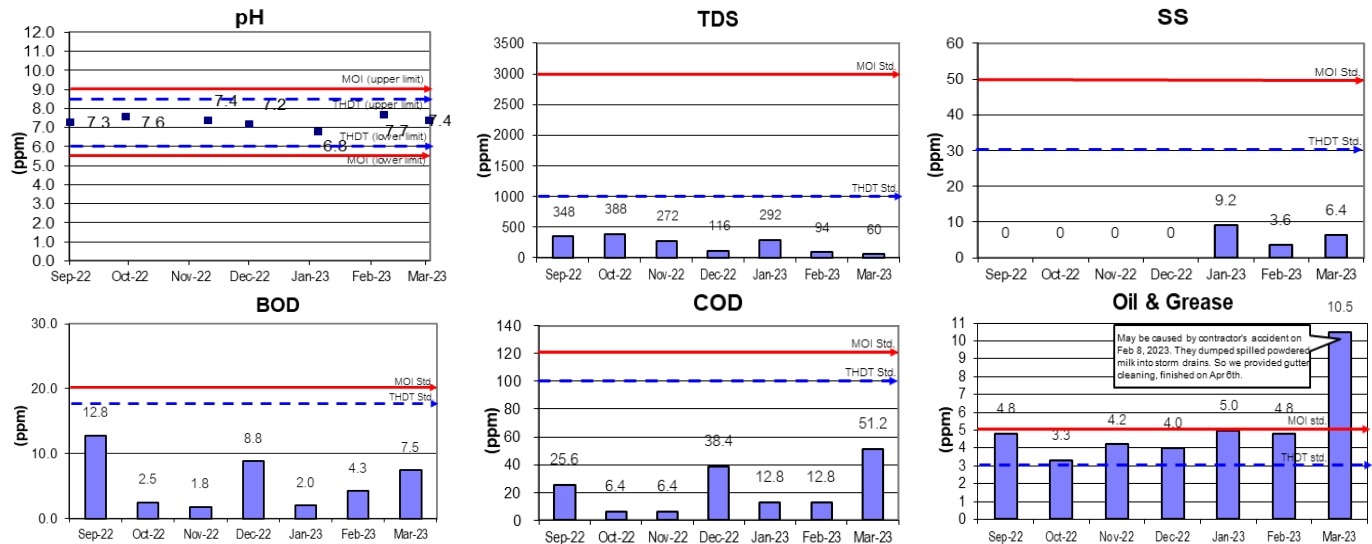 pH
12.0
11.0
10.0
9.0
8.0
7.0
6.0
5.0
4.0
3.0
2.0
1.0
0.0
(ppm)
MOI (upper limit)
THDT (upper limit)
THDT (lower limit)
MOI (lower limit)
7.3
7.6
7.4
7.2
6.8
7.7
7.4
Sep-22 Oct-22 Nov-22 Dec-22 Jan-23 Feb-23 Mar-23
TDS
3500
3000
2500
2000
1500
1000
500
0
(ppm)
MOI Std.
THDT Std.
348 388 272 116 292 94 60
Sep-22 Oct-22 Nov-22 Dec-22 Jan-23 Feb-23 Mar-23
SS
60
50
40
30
20
10
0
(ppm)
MOI Std.
THDT Std.
0 0 0 0 9.2 3.6 6.4
Sep-22 Oct-22 Nov-22 Dec-22 Jan-23 Feb-23 Mar-23
BOD
30.0
20.0
10.0
0.0
(ppm)
MOI Std.
THDT Std.
12.8 2.5 1.8 8.8 2.0 4.3 7.5
Sep-22 Oct-22 Nov-22 Dec-22 Jan-23 Feb-23 Mar-23
COD
140
120
100
80
60
40
20
0
(ppm)
MOI Std.
THDT Std.
25.6 6.4 6.4 38.4 12.8 12.8 51.2
Sep-22 Oct-22 Nov-22 Dec-22 Jan-23 Feb-23 Mar-23
Oil & Grease
11
10
9
8
7
6
5
4
3
2
1
0
(ppm)
May be caused by contractor's accident on
Feb 8, 2023. They dumped spilled powdered
milk into storm drains. So we provided gutter
cleaning, finished on Apr 6th.
MOI std.
THDT std.
4.8 3.3 4.2 4.0 5.0 4.8 10.5
Sep-22 Oct-22 Nov-22 Dec-22 Jan-23 Feb-23 Mar-23